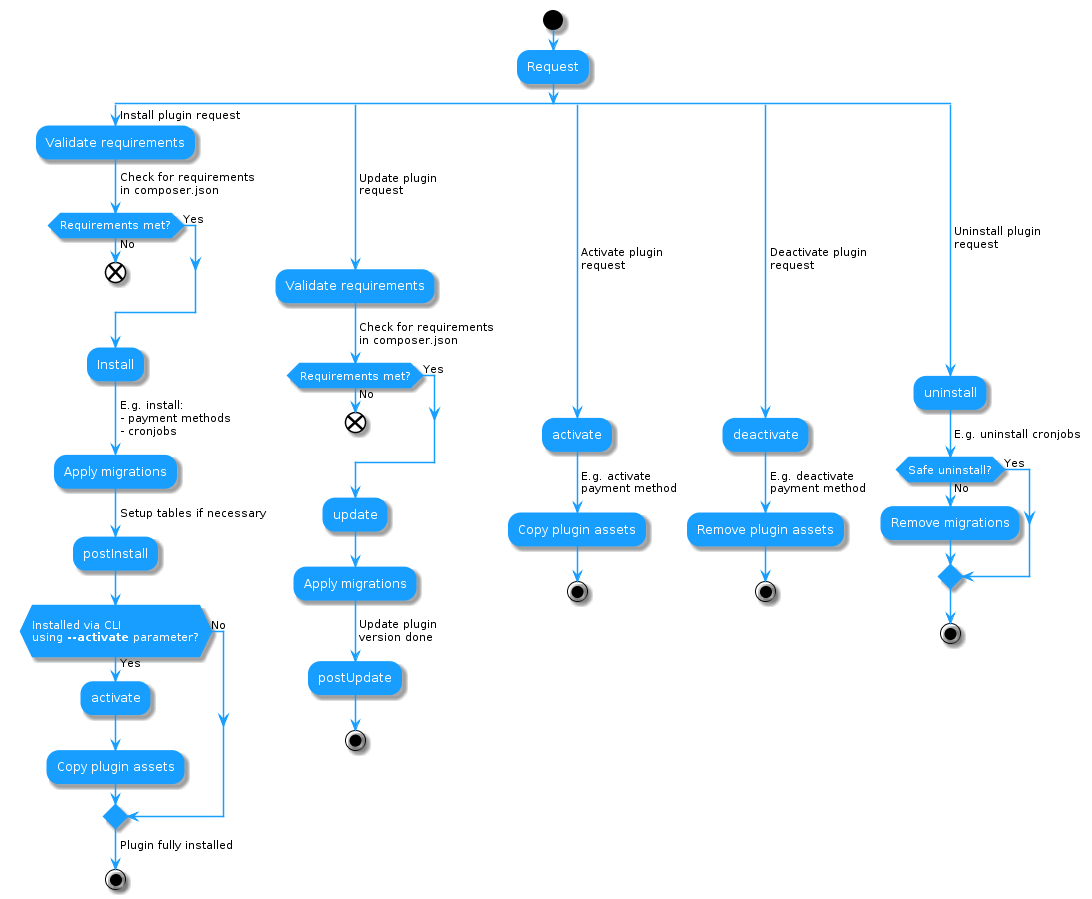 Request
Install plugin request
Validate requirements
Check for requirements
in composer.json
Requirements met?
Yes
No
Install
E.g. install:
- payment methods
- cronjobs
Apply migrations
Setup tables if necessary
postInstall
Installed via CLI
using --activate parameter?
No
Yes
activate
Copy plugin assets
Plugin fully installed
Update plugin
request
Validate requirements
Check for requirements
in composer.json
Requirements met?
Yes
No
update
Apply migrations
Update plugin
version done
postUpdate
Activate plugin
request
activate
E.g. activate
payment method
Copy plugin assets
Deactivate plugin
request
deactivate
E.g. deactivate
payment method
Remove plugin assets
Uninstall plugin
request
uninstall
E.g. uninstall cronjobs
Safe uninstall?
Yes
No
Remove migrations